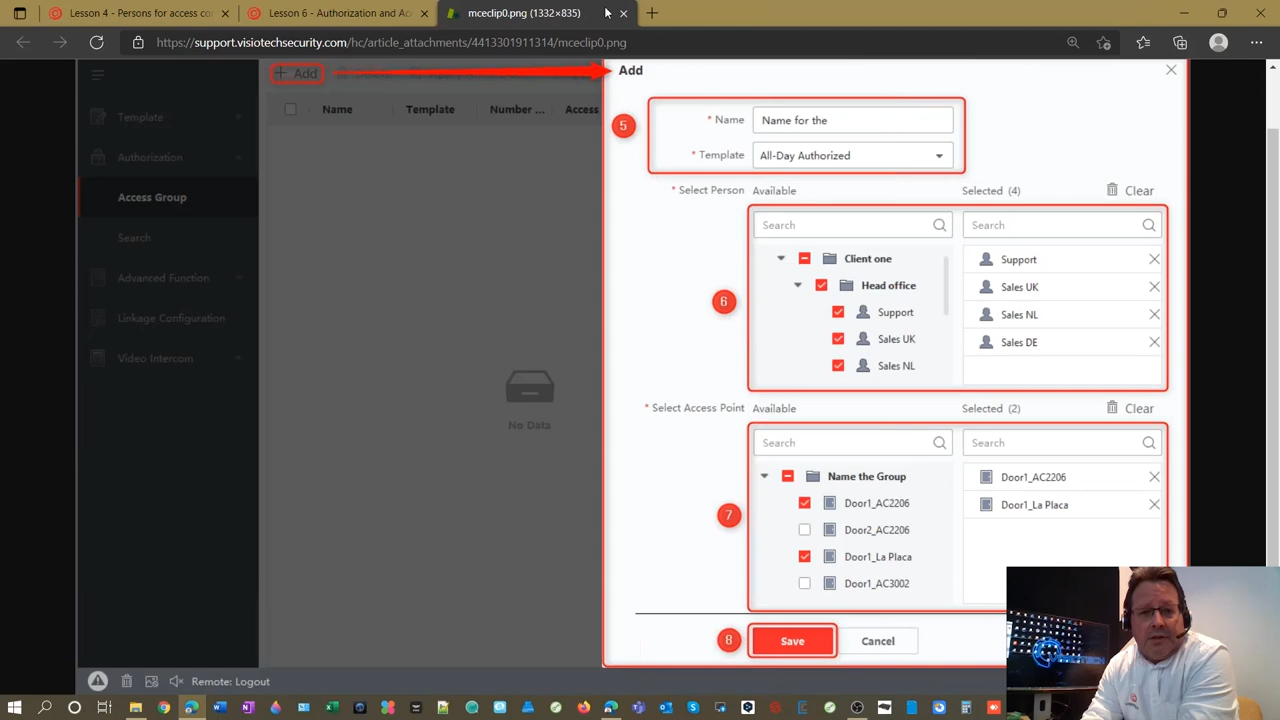 Lesson 4 - Persons for access co
Lesson 6 - Authorization and Ac
mceclip0.png (1332×835)
https://support.visiotechsecurity.com/hc/article_attachments/4413301911314/mceclip0.png
+ Add
Add
Name
Template
Number ...
Access
Template
Authorization
Access Group
Search
Advanced Function
Linkage Configuration
Video Intercom
No Data
5
* Name
Name for the
* Template
All-Day Authorized
* Select Person
Available
Selected (4)
Clear
Search
Search
6
Client one
Head office
Support
Sales UK
Sales NL
Support
Sales UK
Sales NL
Sales DE
* Select Access Point
Available
Selected (2)
Clear
Search
Search
7
Name the Group
Door1_AC2206
Door2_AC2206
Door1_La Placa
Door1_AC3002
Door1_AC2206
Door1_La Placa
8
Save
Cancel
Remote: Logout